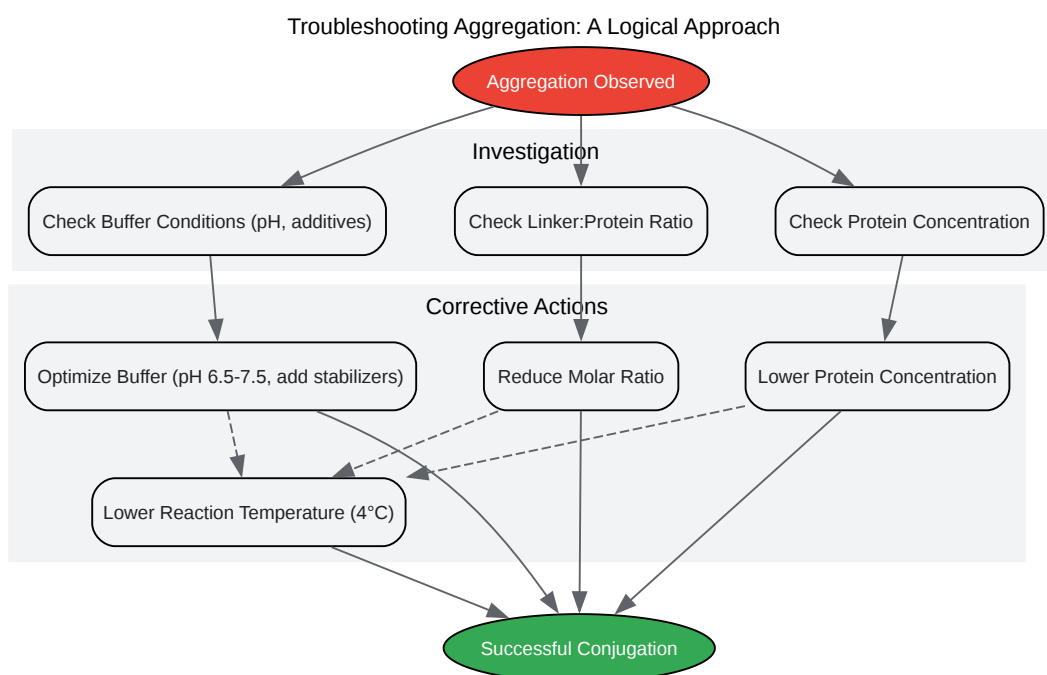 Troubleshooting Aggregation: A Logical Approach
Aggregation Observed
Investigation
Check Buffer Conditions (pH, additives)
Check Linker:Protein Ratio
Check Protein Concentration
Corrective Actions
Optimize Buffer (pH 6.5-7.5, add stabilizers)
Reduce Molar Ratio
Lower Protein Concentration
Lower Reaction Temperature (4°C)
Successful Conjugation